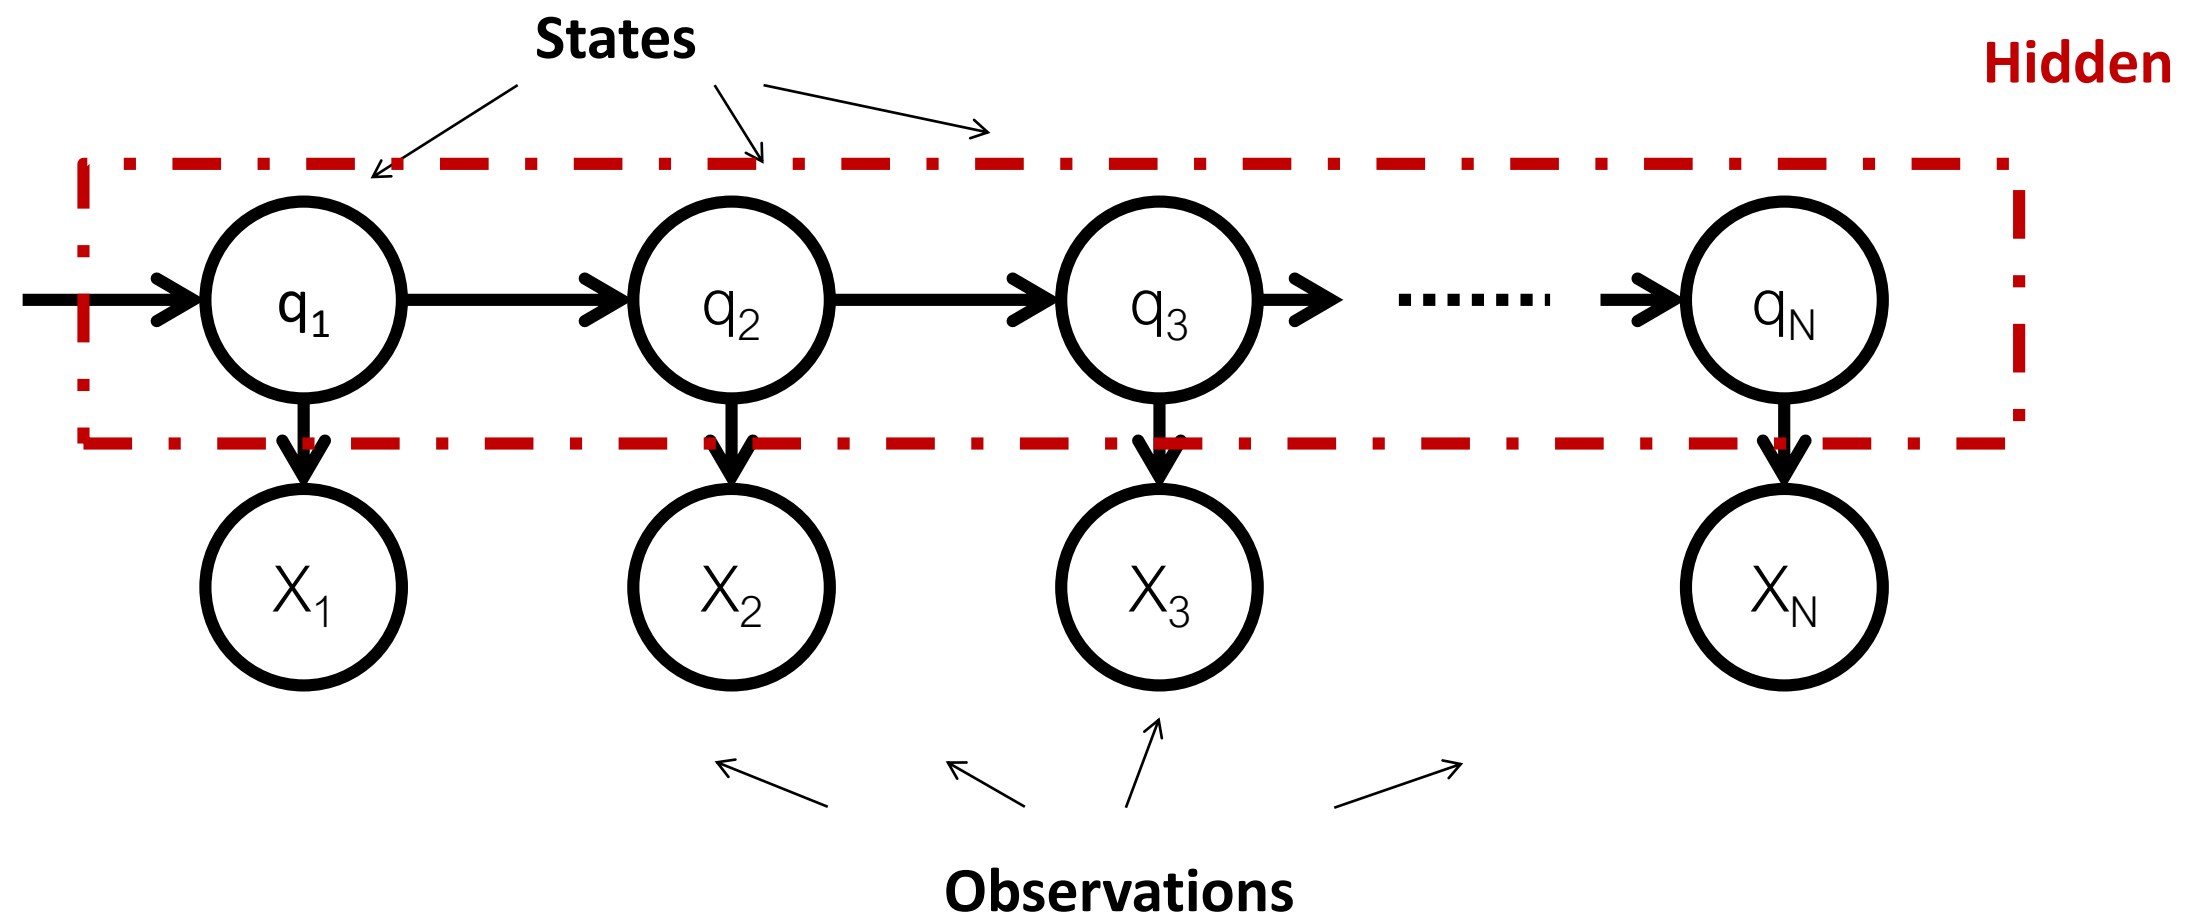 States
Hidden
q1 q2 q3 qN
X1 X2 X3 XN
Observations